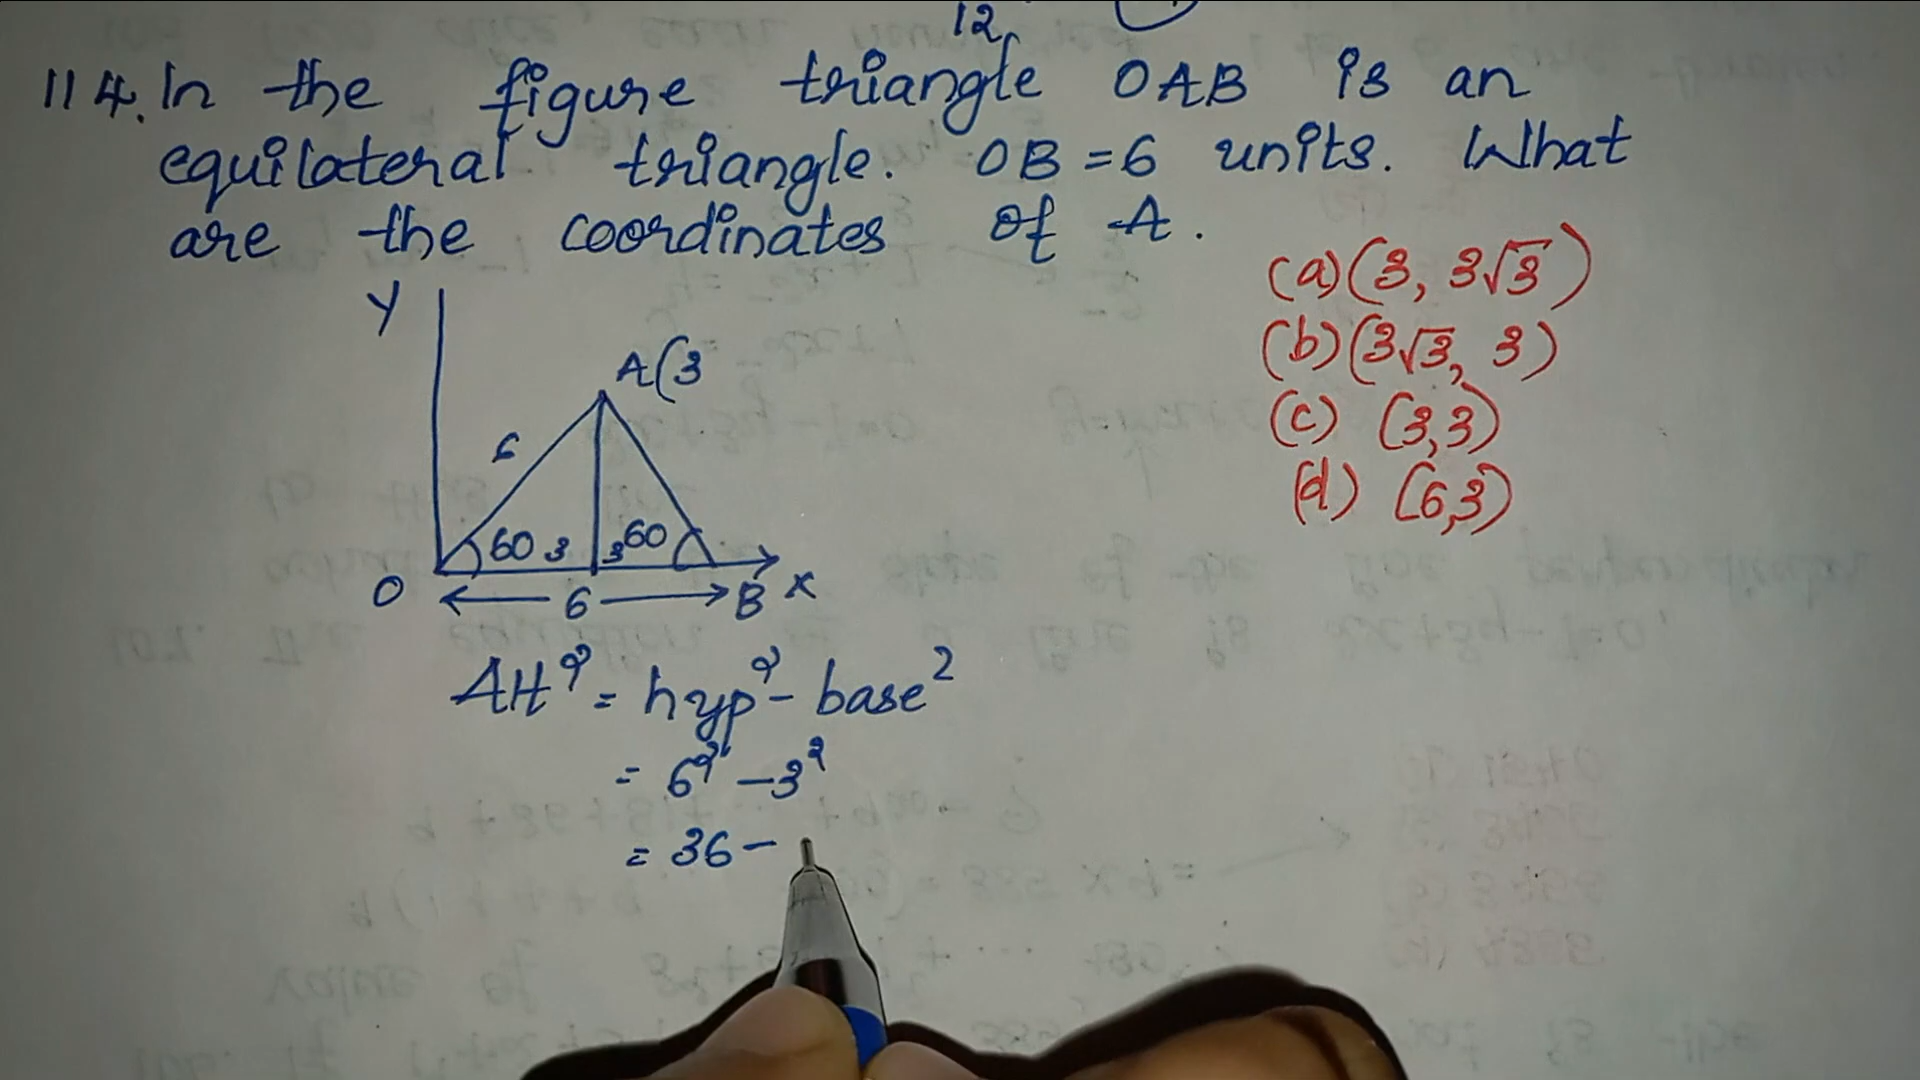 12
114. In the figure triangle OAB is an
equilateral triangle. OB = 6 units. What
are the coordinates of A.
(a) (3, 3√3)
(b) (3√3, 3)
(c) (3,3)
(d) (6,3)
Y
A(3
6
60 3 3 60
O 6 B X
AH² = hyp² - base²
= 6² - 3²
= 36 -